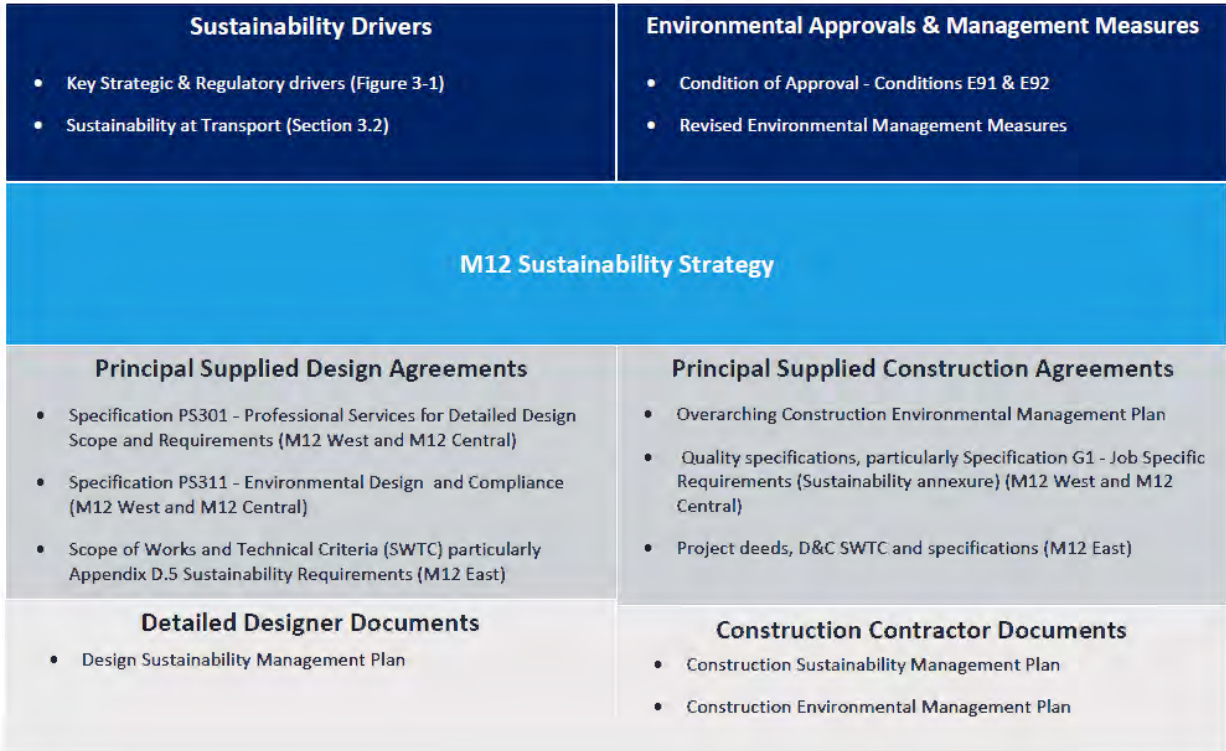 Sustainability Drivers
• Key Strategic & Regulatory drivers (Figure 3-1)
• Sustainability at Transport (Section 3.2)
Environmental Approvals & Management Measures
• Condition of Approval - Conditions E91 & E92
• Revised Environmental Management Measures
M12 Sustainability Strategy
Principal Supplied Design Agreements
• Specification PS301 - Professional Services for Detailed Design
Scope and Requirements (M12 West and M12 Central)
• Specification PS311 - Environmental Design and Compliance
(M12 West and M12 Central)
• Scope of Works and Technical Criteria (SWTC) particularly
Appendix D.5 Sustainability Requirements (M12 East)
Principal Supplied Construction Agreements
• Overarching Construction Environmental Management Plan
• Quality specifications, particularly Specification G1 - Job Specific
Requirements (Sustainability annexure) (M12 West and M12
Central)
• Project deeds, D&C SWTC and specifications (M12 East)
Detailed Designer Documents
• Design Sustainability Management Plan
Construction Contractor Documents
• Construction Sustainability Management Plan
• Construction Environmental Management Plan